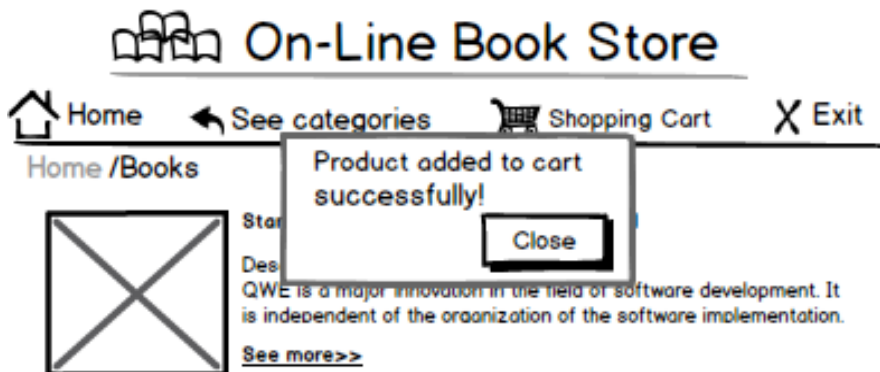 On-Line Book Store
Home See categories Shopping Cart Exit
Home /Books
Product added to cart
successfully!
Close
QWE is a major innovation in the field of software development. It
is independent of the organization of the software implementation.
See more>>